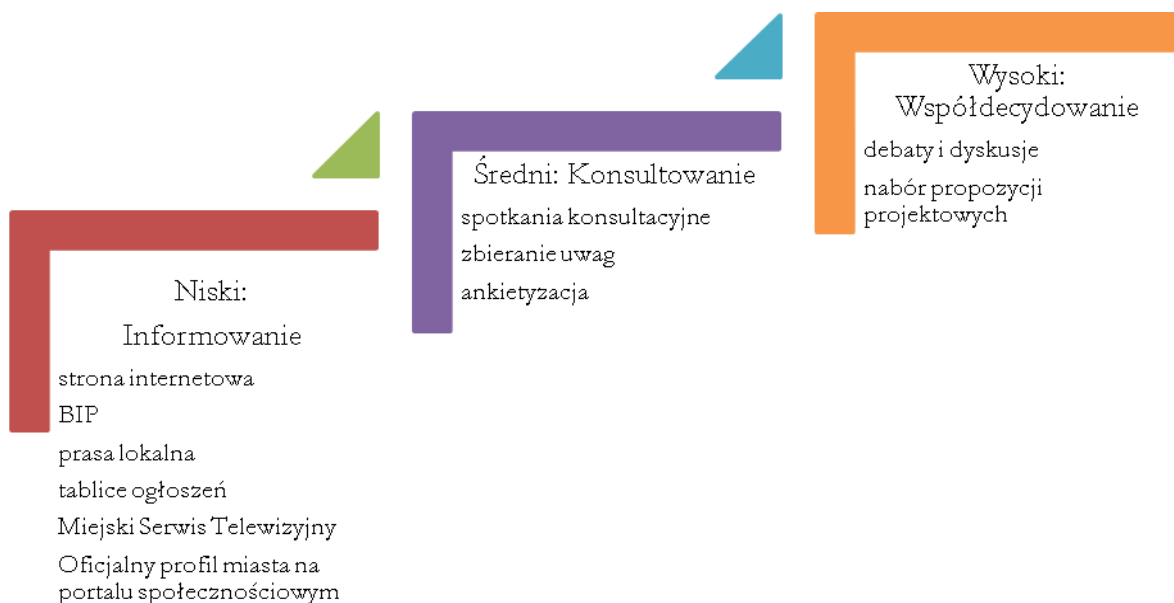 Niski:
Informowanie
strona internetowa
BIP
prasa lokalna
tablice ogłoszeń
Miejski Serwis Telewizyjny
Oficjalny profil miasta na
portalu społecznościowym
Średni: Konsultowanie
spotkania konsultacyjne
zbieranie uwag
ankietyzacja
Wysoki:
Współdecydowanie
debaty i dyskusje
nabór propozycji
projektowych